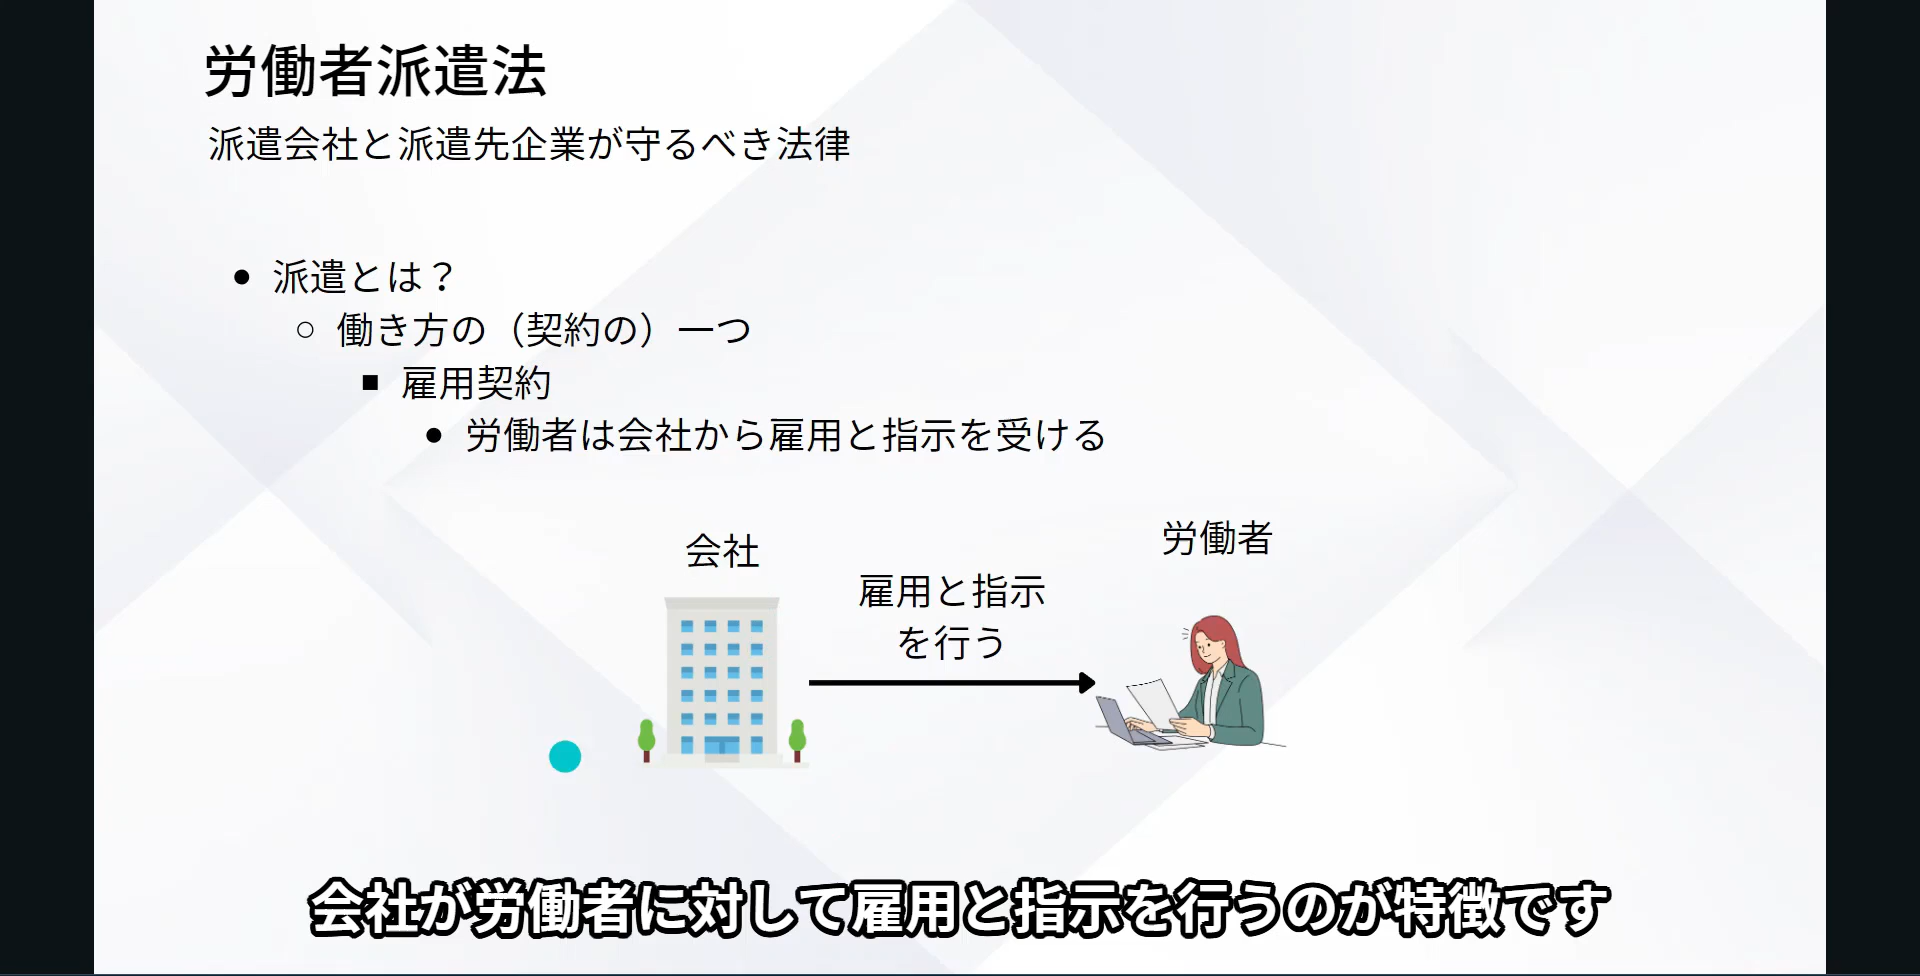 労働者派遣法
派遣会社と派遣先企業が守るべき法律
派遣とは？
働き方の（契約の）一つ
雇用契約
労働者は会社から雇用と指示を受ける
会社
労働者
雇用と指示
を行う
会社が労働者に対して雇用と指示を行うのが特徴です